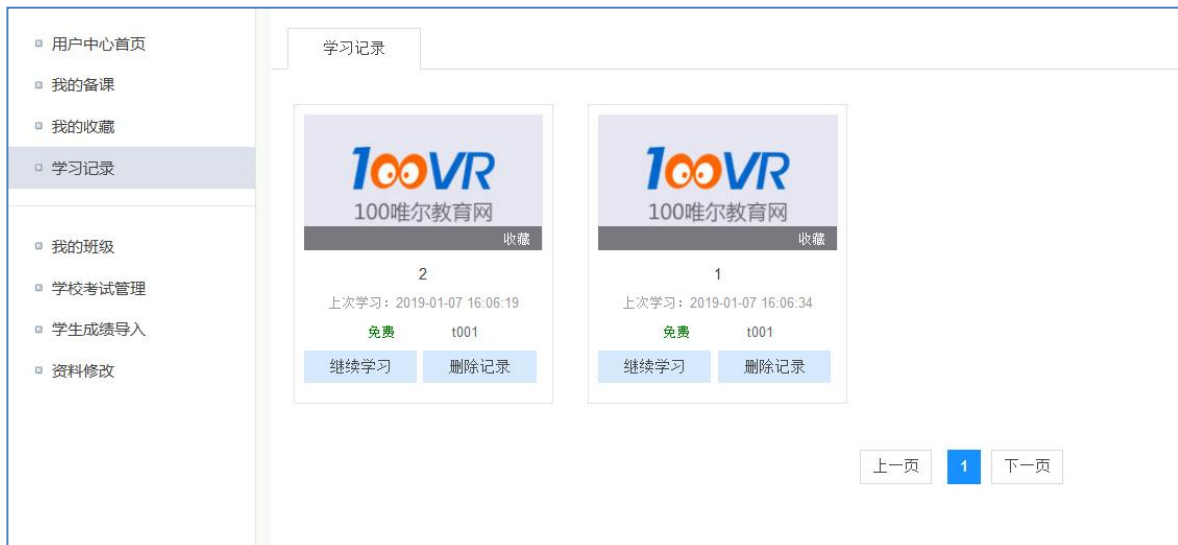 用户中心首页
我的备课
我的收藏
学习记录
我的班级
学校考试管理
学生成绩导入
资料修改
学习记录
100VR
100唯尔教育网
收藏
2
上次学习：2019-01-07 16:06:19
免费 t001
继续学习 删除记录
100VR
100唯尔教育网
收藏
1
上次学习：2019-01-07 16:06:34
免费 t001
继续学习 删除记录
上一页 1 下一页